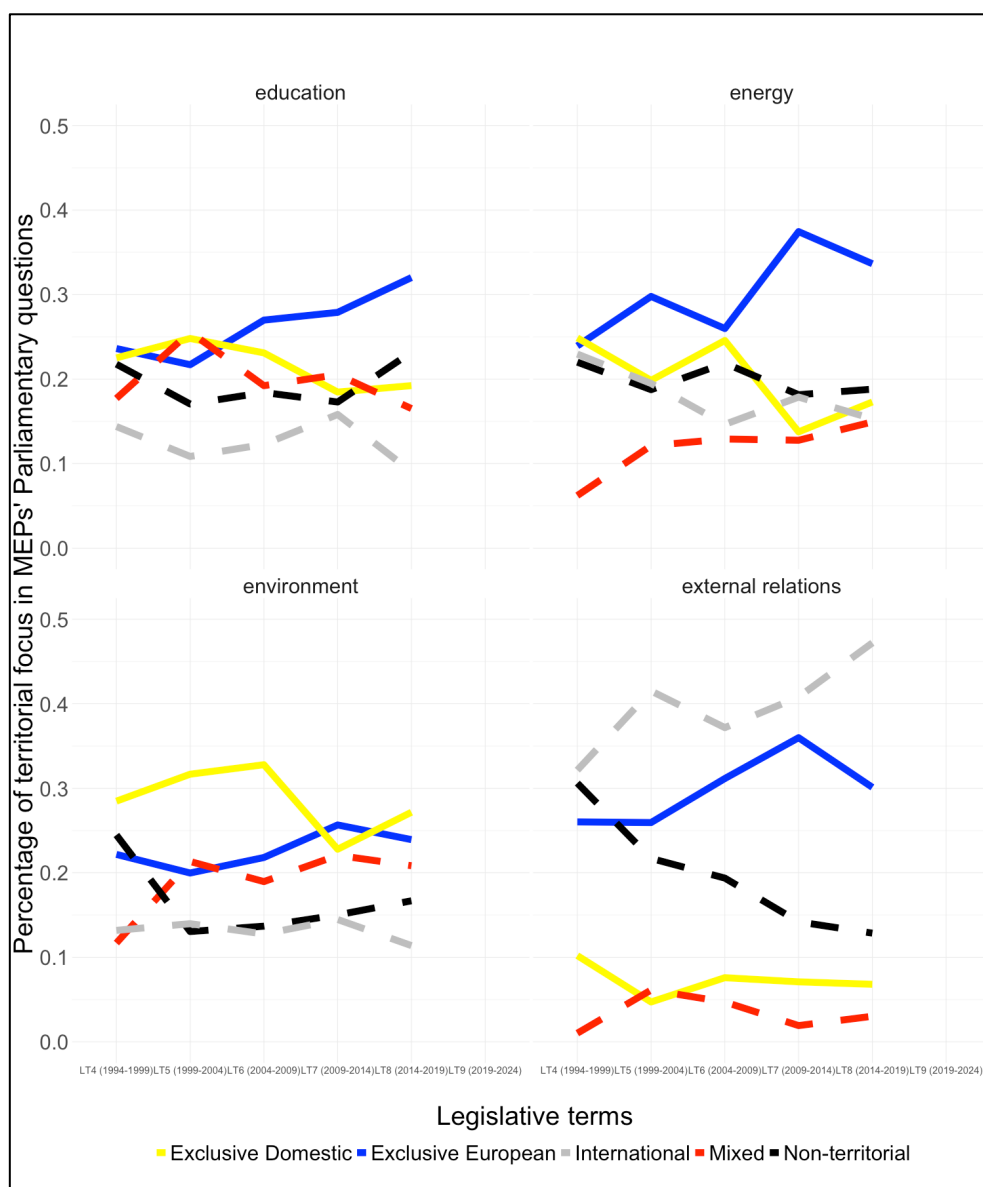 education
energy
0.5
0.4
0.3
0.2
0.1
0.0
environment
external relations
0.5
0.4
0.3
0.2
0.1
0.0
Percentage of territorial focus in MEPs' Parliamentary questions
LT4 (1994-1999) LT5 (1999-2004) LT6 (2004-2009) LT7 (2009-2014) LT8 (2014-2019) LT9 (2019-2024)
LT4 (1994-1999) LT5 (1999-2004) LT6 (2004-2009) LT7 (2009-2014) LT8 (2014-2019) LT9 (2019-2024)
Legislative terms
Exclusive Domestic Exclusive European International Mixed Non-territorial